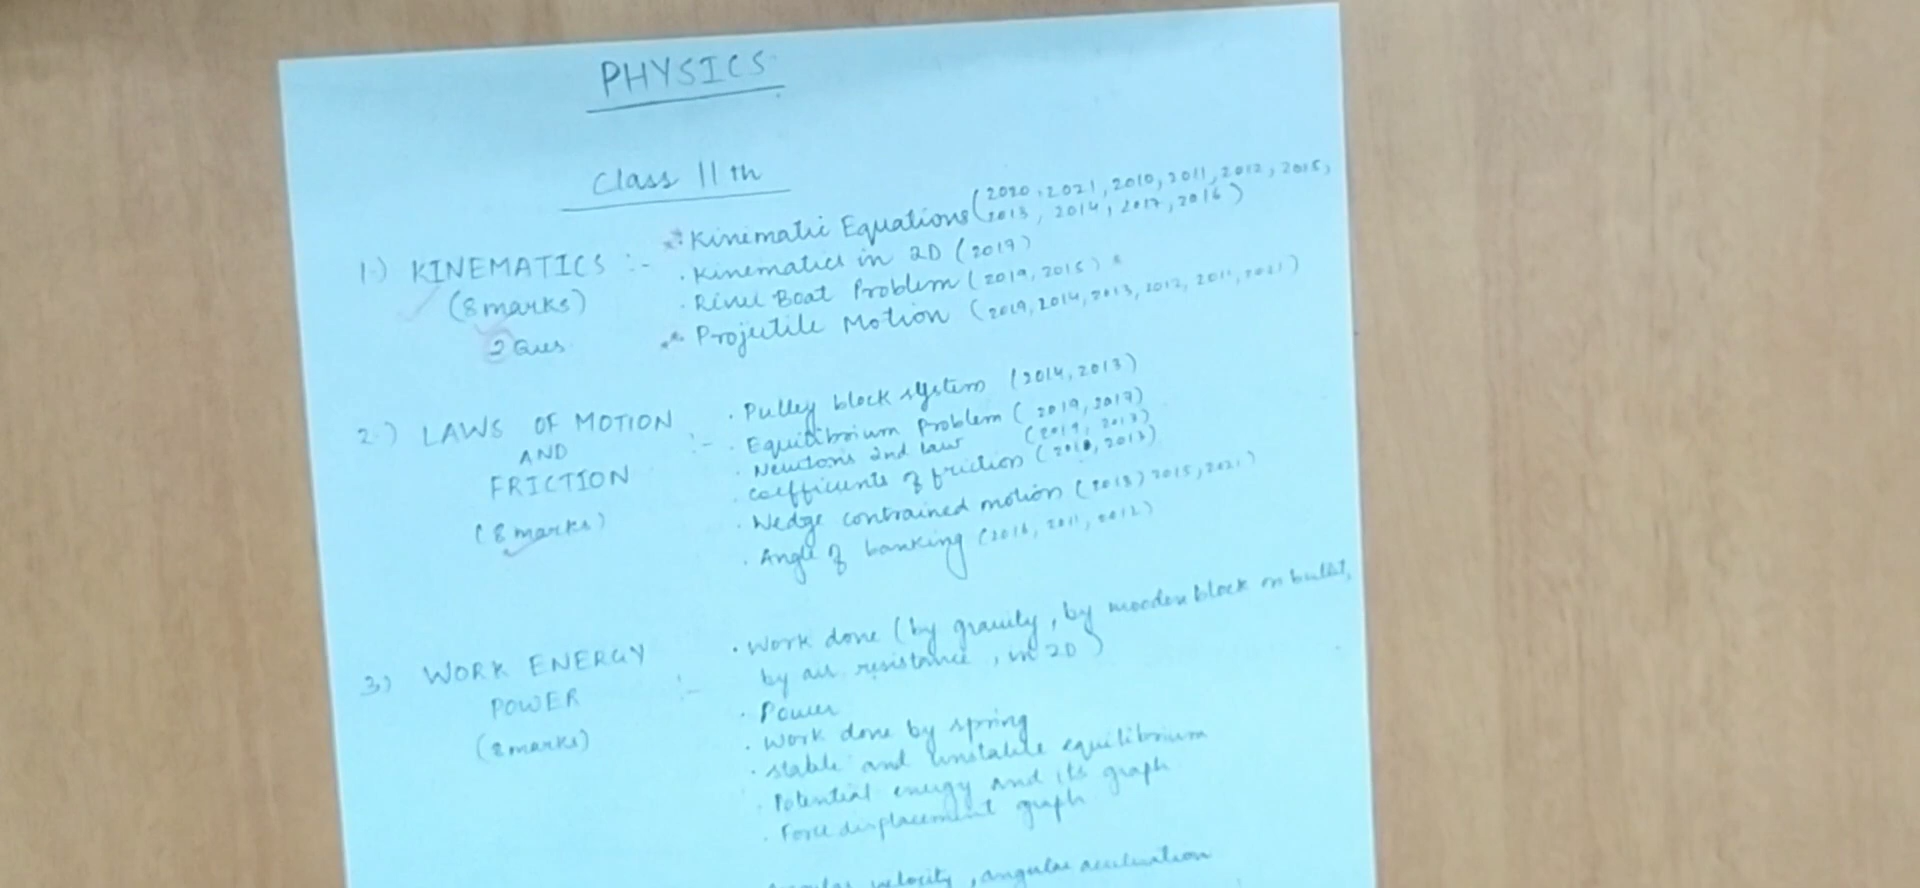 PHYSICS
Class 11 th
1.) KINEMATICS :-
(8 marks)
2 Ques
• Kinematic Equations (2020, 2021, 2010, 2011, 2012, 2015,
2013, 2014, 2017, 2016)
• Kinematics in 2D (2017)
• River Boat Problem (2019, 2015)
• Projectile Motion (2019, 2014, 2013, 2012, 2011, 2021)
2.) LAWS OF MOTION
AND :-
FRICTION
(8 marks)
• Pulley block system (2014, 2013)
• Equilibrium Problem (2019, 2017)
• Newtons 2nd law (2019, 2013)
• coefficients of friction (2018, 2013)
• Wedge contrained motion (2018) 2015, 2021)
• Angle of banking (2016, 2011, 2012)
3) WORK ENERGY
POWER :-
(8 marks)
• Work done (by gravity, by wooden block on bullet,
by air resistance, in 2D)
• Power
• Work done by spring
• stable and unstable equilibrium
• Potential energy and its graph
• Force displacement graph
velocity, angular acceleration